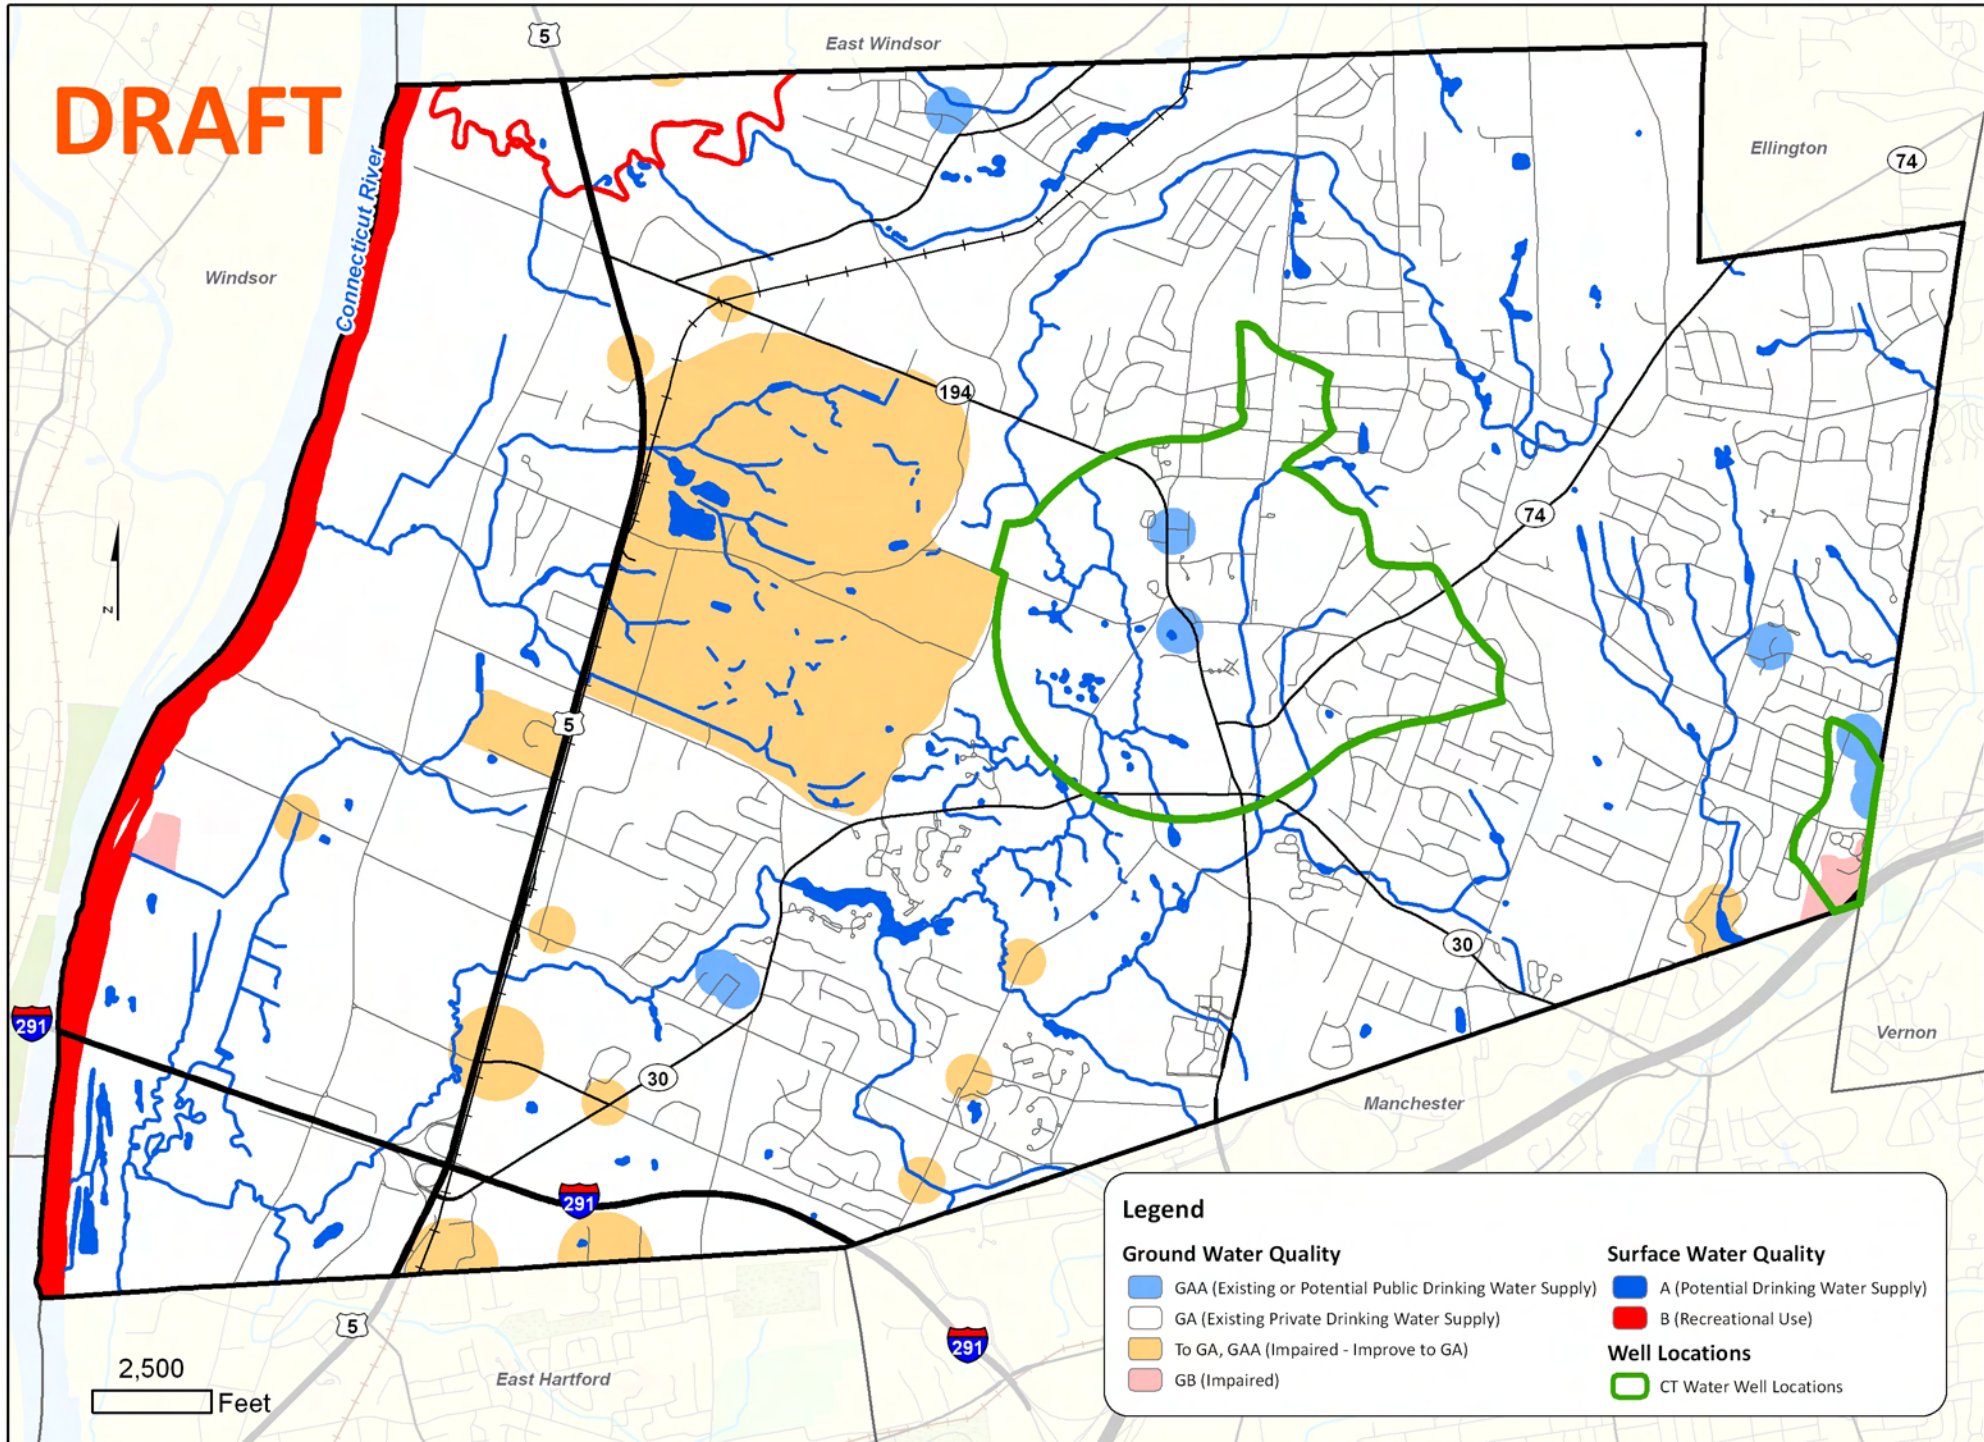 5
East Windsor
DRAFT
Ellington
74
Connecticut River
Windsor
194
74
N
5
30
291
Vernon
30
Manchester
291
Legend
Ground Water Quality
GAA (Existing or Potential Public Drinking Water Supply)
GA (Existing Private Drinking Water Supply)
To GA, GAA (Impaired - Improve to GA)
GB (Impaired)
Surface Water Quality
A (Potential Drinking Water Supply)
B (Recreational Use)
Well Locations
CT Water Well Locations
5
291
2,500
Feet
East Hartford